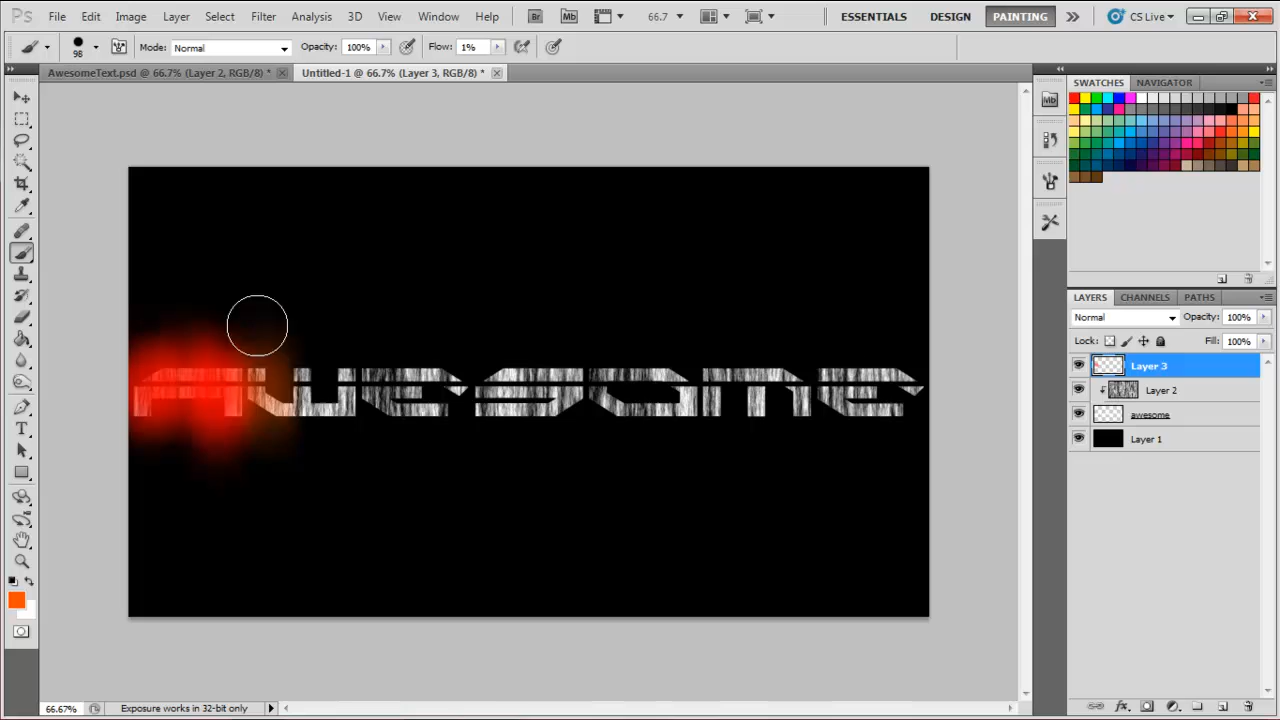 Ps File Edit Image Layer Select Filter Analysis 3D View Window Help Br Mb 66.7 ESSENTIALS DESIGN PAINTING CS Live
98 Mode: Normal Opacity: 100% Flow: 1%
AwesomeText.psd @ 66.7% (Layer 2, RGB/8) * Untitled-1 @ 66.7% (Layer 3, RGB/8) *
SWATCHES NAVIGATOR
Mb
AWESOME
LAYERS CHANNELS PATHS
Normal Opacity: 100%
Lock: Fill: 100%
Layer 3
Layer 2
awesome
Layer 1
T
fx
66.67% Exposure works in 32-bit only